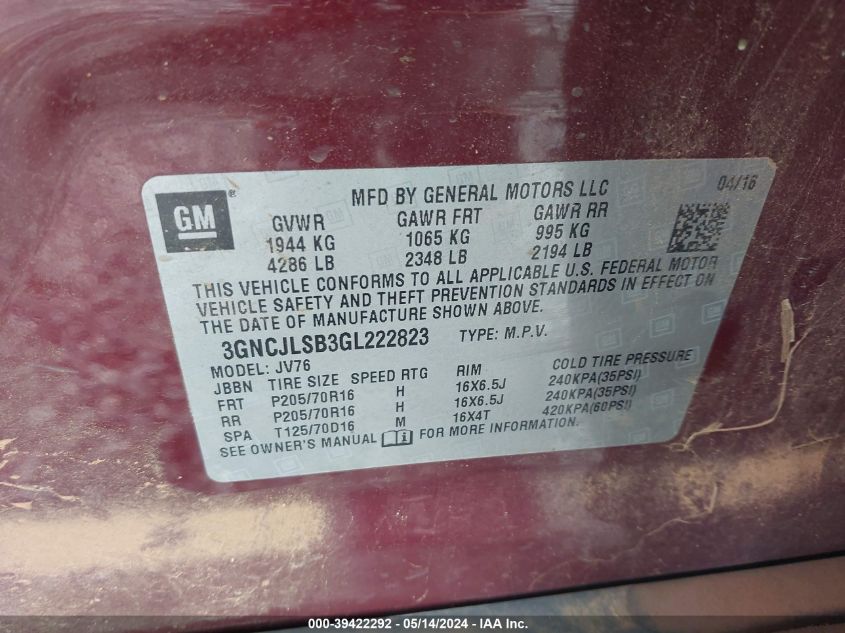 GM®
MFD BY GENERAL MOTORS LLC 04/16
GVWR GAWR FRT GAWR RR
1944 KG 1065 KG 995 KG
4286 LB 2348 LB 2194 LB
THIS VEHICLE CONFORMS TO ALL APPLICABLE U.S. FEDERAL MOTOR
VEHICLE SAFETY AND THEFT PREVENTION STANDARDS IN EFFECT ON
THE DATE OF MANUFACTURE SHOWN ABOVE.
3GNCJLSB3GL222823 TYPE: M.P.V.
MODEL: JV76
JBBN TIRE SIZE SPEED RTG RIM COLD TIRE PRESSURE
FRT P205/70R16 H 16X6.5J 240KPA(35PSI)
RR P205/70R16 H 16X6.5J 240KPA(35PSI)
SPA T125/70D16 M 16X4T 420KPA(60PSI)
SEE OWNER'S MANUAL FOR MORE INFORMATION.
000-39422292 - 05/14/2024 - IAAI.com